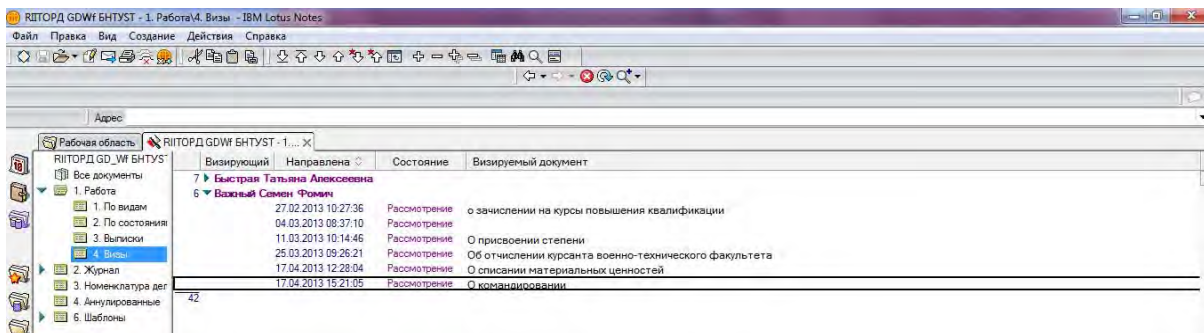 RIITОРД GDWf БНТУST - 1. Работа\4. Визы - IBM Lotus Notes
Файл Правка Вид Создание Действия Справка
Адрес
Рабочая область RIITОРД GDWf БНТУST - 1.... X
RIITОРД GD_Wf БНТУS
Визирующий Направлена Состояние Визируемый документ
Все документы
7 Быстрая Татьяна Алексеевна
1. Работа
6 Важный Семен Фомич
1. По видам
27.02.2013 10:27:36 Рассмотрение о зачислении на курсы повышения квалификации
2. По состояния
04.03.2013 08:37:10 Рассмотрение
3. Выписки
11.03.2013 10:14:46 Рассмотрение О присвоении степени
4. Визы
25.03.2013 09:26:21 Рассмотрение Об отчислении курсанта военно-технического факультета
2. Журнал
17.04.2013 12:28:04 Рассмотрение О списании материальных ценностей
3. Номенклатура дел
17.04.2013 15:21:05 Рассмотрение О командировании
4. Аннулированные
42
6. Шаблоны